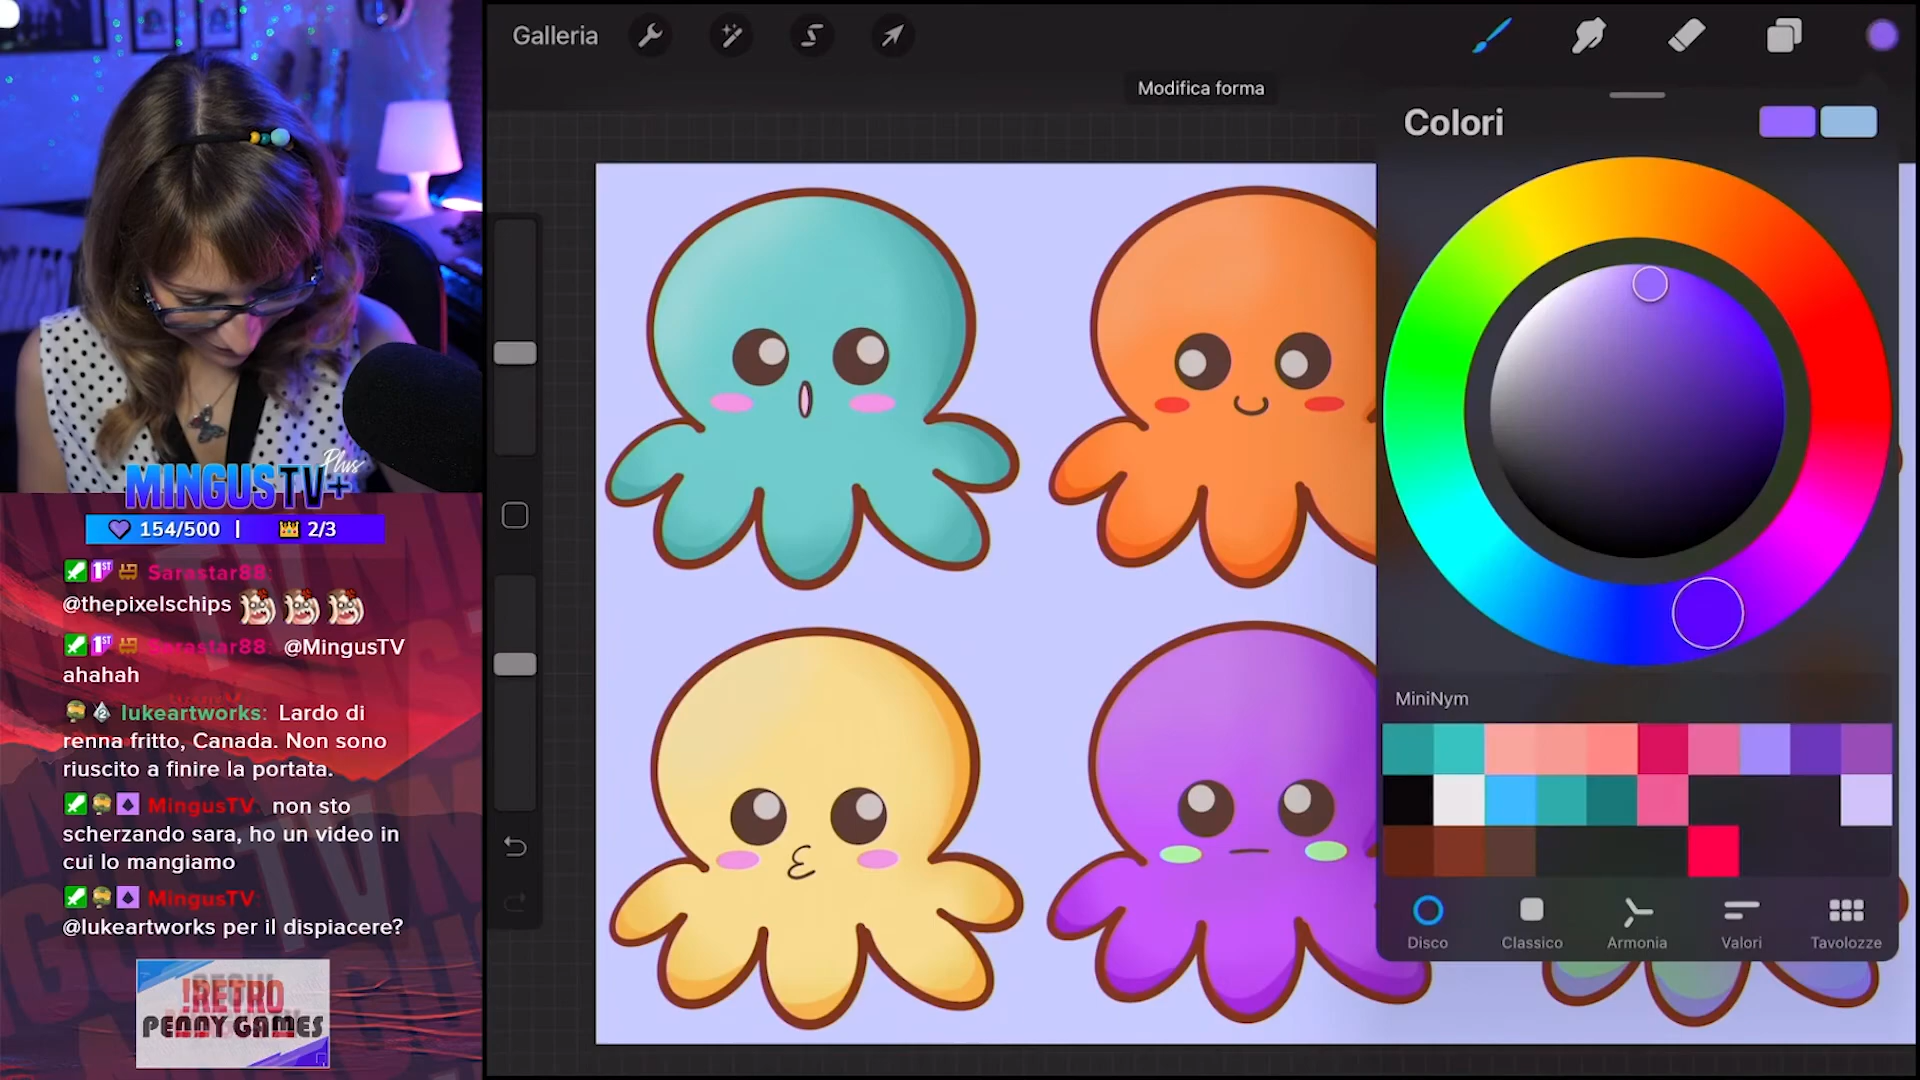 Galleria
Modifica forma
Colori
MINGUSTV+
Plus
154/500 | 2/3
1ST Sarastar88:
@thepixelschips
1ST Sarastar88: @MingusTV
ahahah
lukeartworks: Lardo di
renna fritto, Canada. Non sono
riuscito a finire la portata.
MingusTV: non sto
scherzando sara, ho un video in
cui lo mangiamo
MingusTV:
@lukeartworks per il dispiacere?
!RETRO
PENNY GAMES
MiniNym
Disco
Classico
Armonia
Valori
Tavolozze